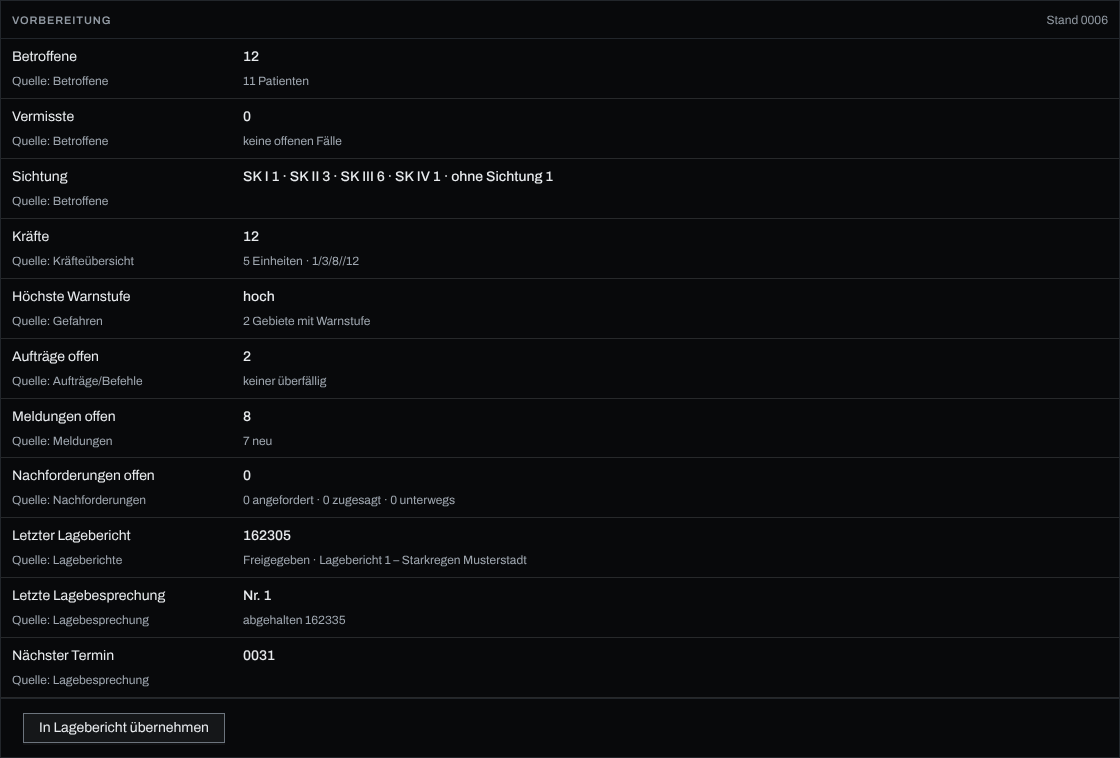 VORBEREITUNG
Stand 0006
Betroffene
12
Quelle: Betroffene
11 Patienten
Vermisste
0
Quelle: Betroffene
keine offenen Fälle
Sichtung
SK I 1 · SK II 3 · SK III 6 · SK IV 1 · ohne Sichtung 1
Quelle: Betroffene
Kräfte
12
Quelle: Kräfteübersicht
5 Einheiten · 1/3/8//12
Höchste Warnstufe
hoch
Quelle: Gefahren
2 Gebiete mit Warnstufe
Aufträge offen
2
Quelle: Aufträge/Befehle
keiner überfällig
Meldungen offen
8
Quelle: Meldungen
7 neu
Nachforderungen offen
0
Quelle: Nachforderungen
0 angefordert · 0 zugesagt · 0 unterwegs
Letzter Lagebericht
162305
Quelle: Lageberichte
Freigegeben · Lagebericht 1 – Starkregen Musterstadt
Letzte Lagebesprechung
Nr. 1
Quelle: Lagebesprechung
abgehalten 162335
Nächster Termin
0031
Quelle: Lagebesprechung
In Lagebericht übernehmen